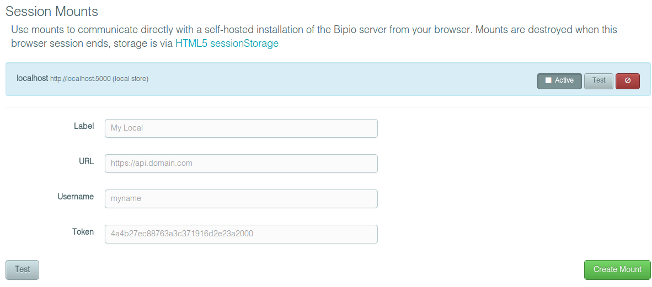 Session Mounts
Use mounts to communicate directly with a self-hosted installation of the Bipio server from your browser. Mounts are destroyed when this
browser session ends, storage is via HTML5 sessionStorage
localhost http://localhost:5000 (local store) Active Test
Label My Local
URL https://api.domain.com
Username myname
Token 4a4b27ec88763a3c371916d2e23a2000
Test Create Mount